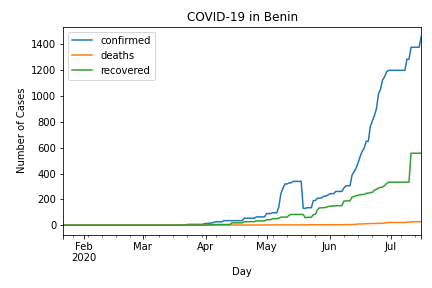 COVID-19 in Benin
confirmed
deaths
recovered
Number of Cases
1400
1200
1000
800
600
400
200
0
Feb
2020
Mar
Apr
May
Jun
Jul
Day